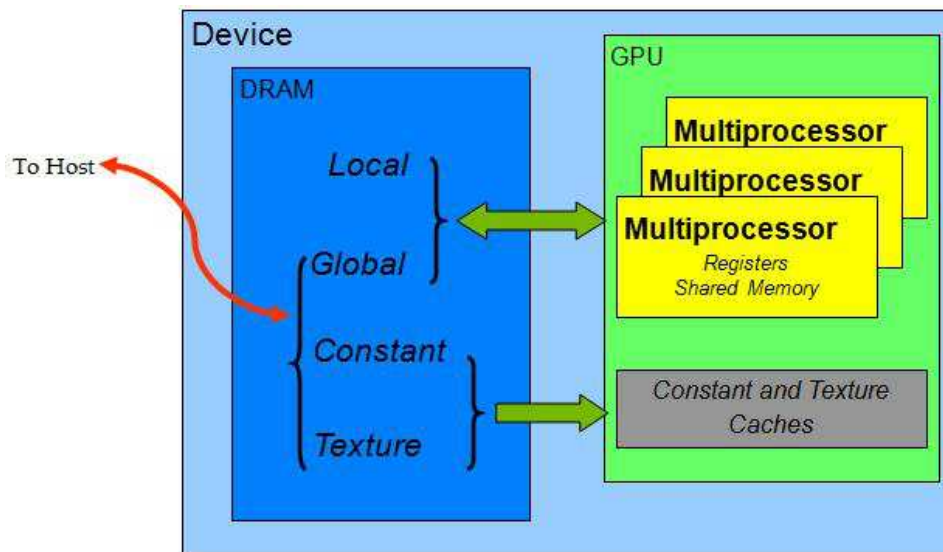 Device
DRAM
To Host
Local
Global
Constant
Texture
GPU
Multiprocessor
Multiprocessor
Multiprocessor
Registers
Shared Memory
Constant and Texture
Caches